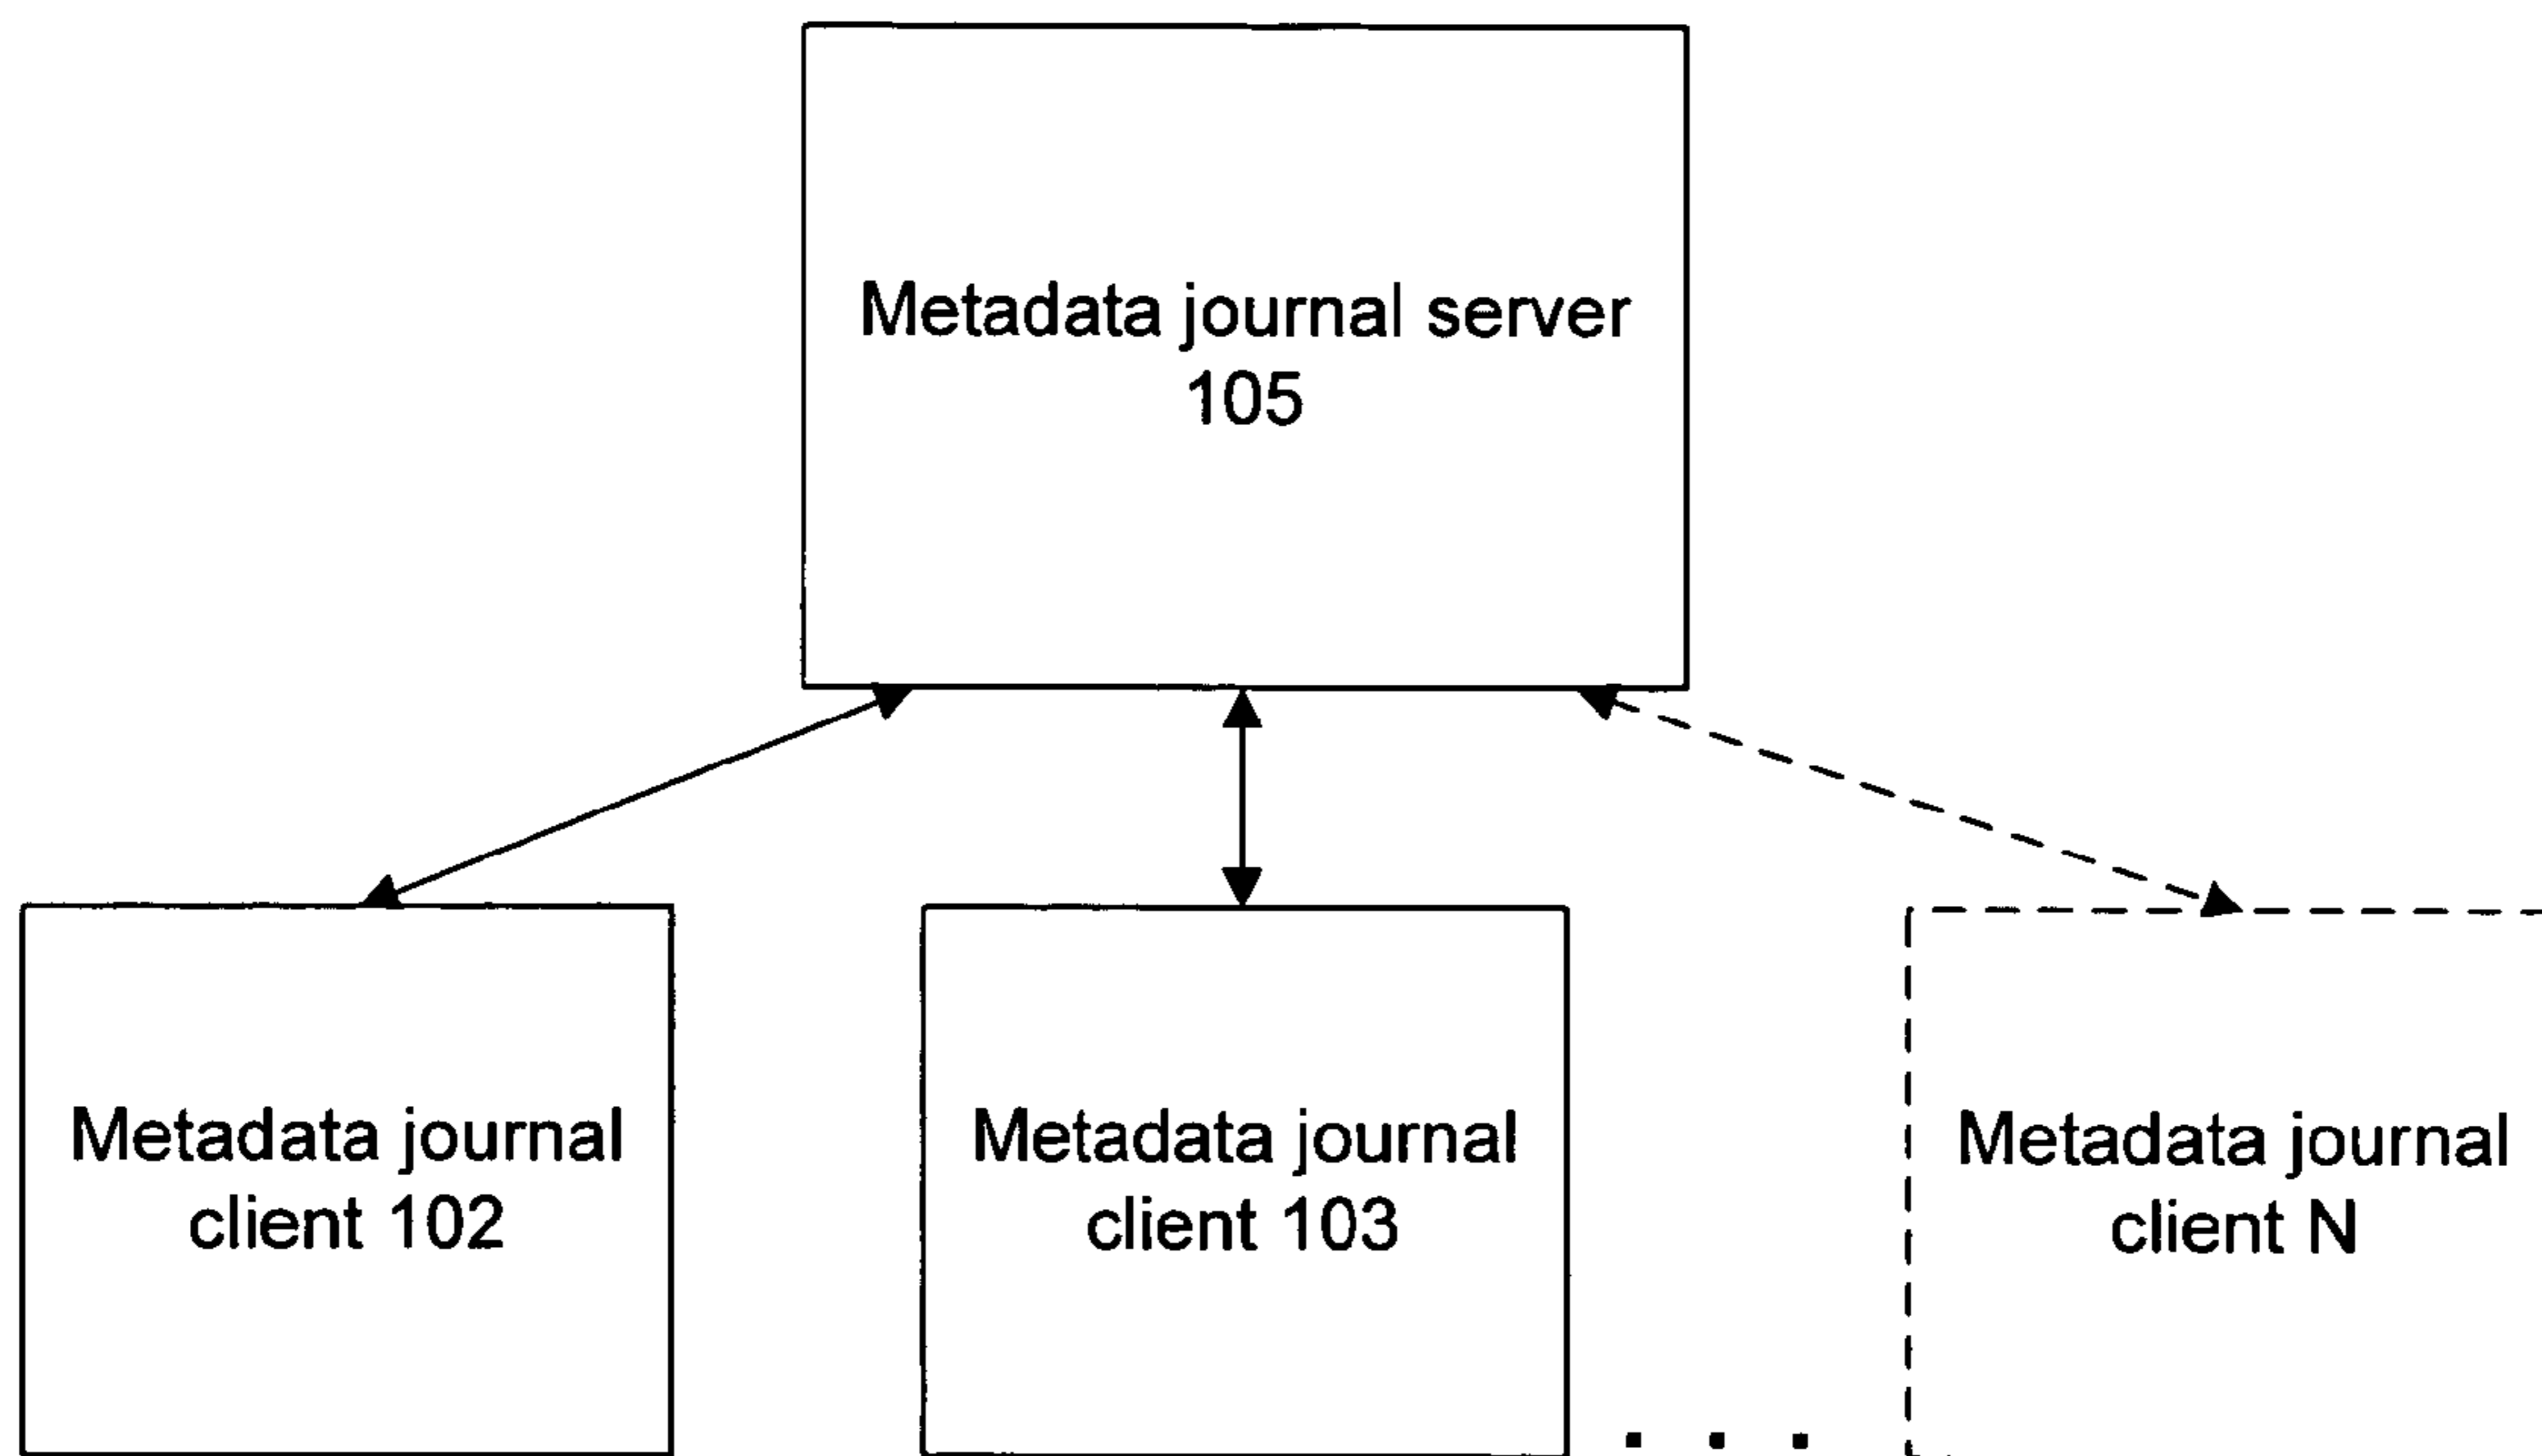 Metadata journal server
105
Metadata journal
client 102
Metadata journal
client 103
. . .
Metadata journal
client N